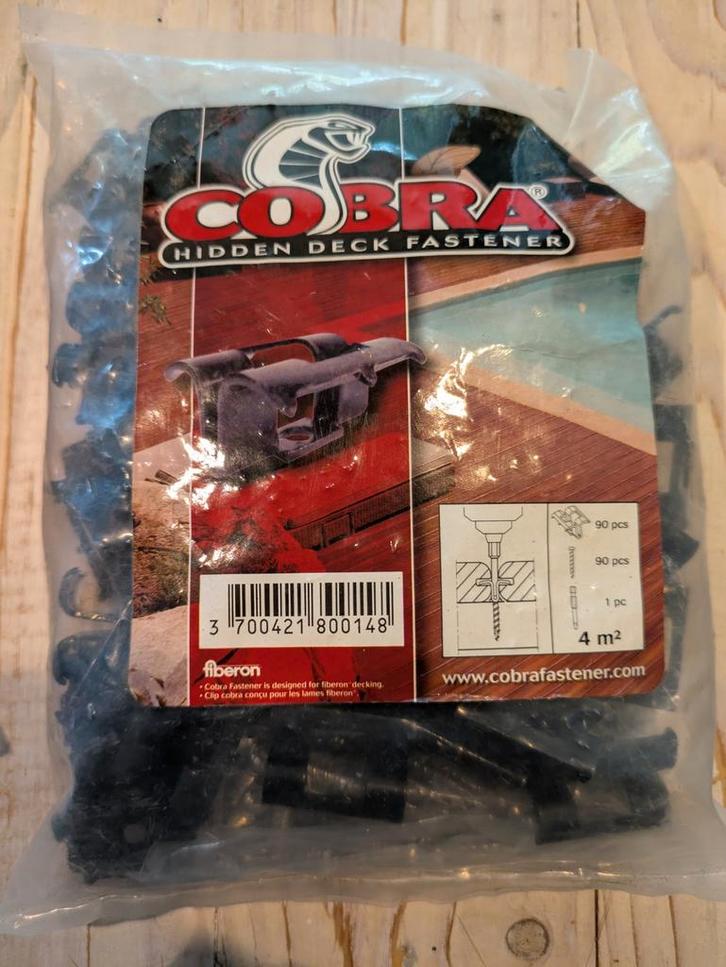 COBRA®
HIDDEN DECK FASTENER
90 pcs
90 pcs
1 pc
4 m²
3 700421 800148
fiberon
• Cobra Fastener is designed for fiberon® decking.
• Clip cobra conçu pour les lames fiberon®.
www.cobrafastener.com